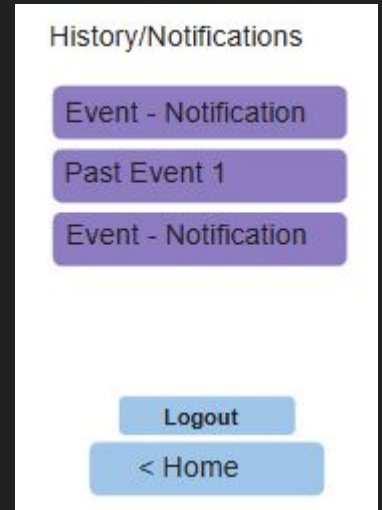 History/Notifications
Event - Notification
Past Event 1
Event - Notification
Logout
< Home